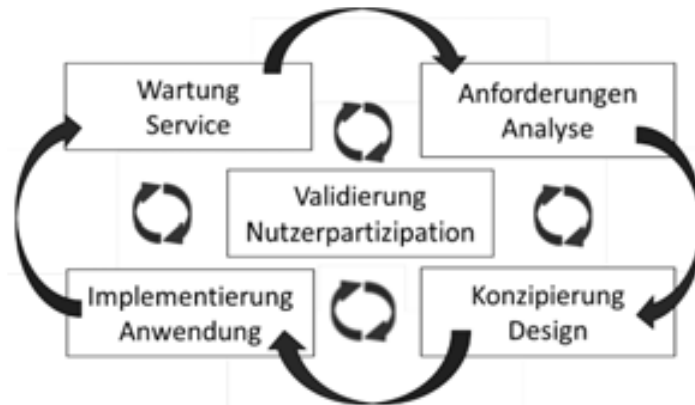 Wartung
Service
Anforderungen
Analyse
Validierung
Nutzerpartizipation
Implementierung
Anwendung
Konzipierung
Design